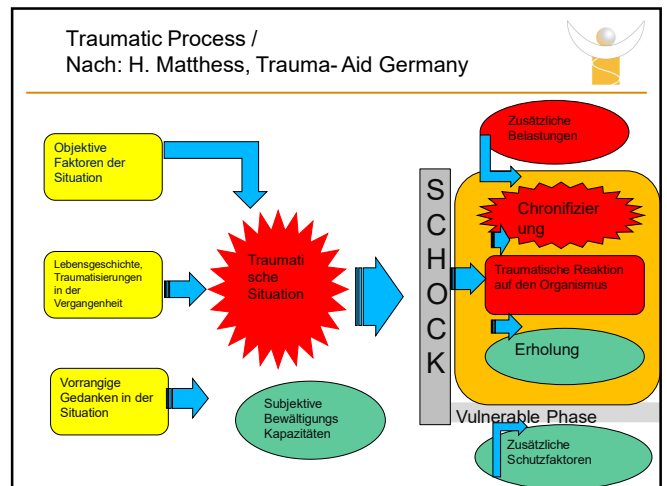 Traumatic Process /
Nach: H. Matthess, Trauma- Aid Germany
Objektive
Faktoren der
Situation
Lebensgeschichte,
Traumatisierungen
in der
Vergangenheit
Vorrangige
Gedanken in der
Situation
Traumati
sche
Situation
Subjektive
Bewältigungs
Kapazitäten
S
C
H
O
C
K
Zusätzliche
Belastungen
Chronifizier
ung
Traumatische Reaktion
auf den Organismus
Erholung
Vulnerable Phase
Zusätzliche
Schutzfaktoren